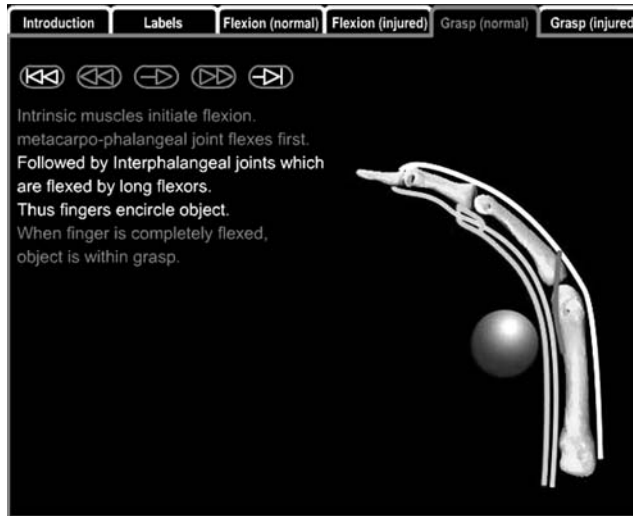 Introduction
Labels
Flexion (normal)
Flexion (injured)
Grasp (normal)
Grasp (injured
Intrinsic muscles initiate flexion.
metacarpo-phalangeal joint flexes first.
Followed by Interphalangeal joints which
are flexed by long flexors.
Thus fingers encircle object.
When finger is completely flexed,
object is within grasp.